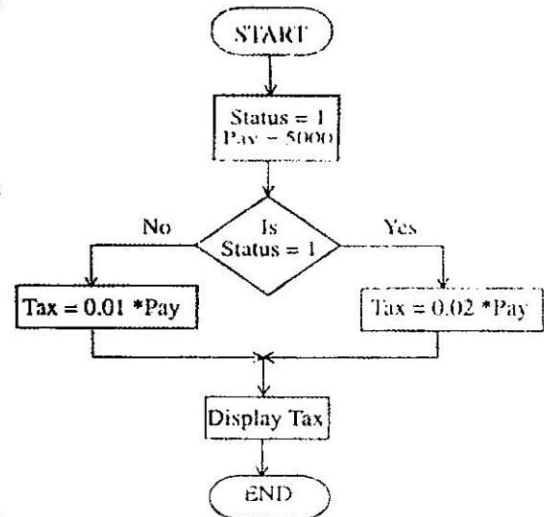 START
Status = 1
Pay = 5000
No
Is
Status = 1
Yes
Tax = 0.01 *Pay
Tax = 0.02 *Pay
Display Tax
END